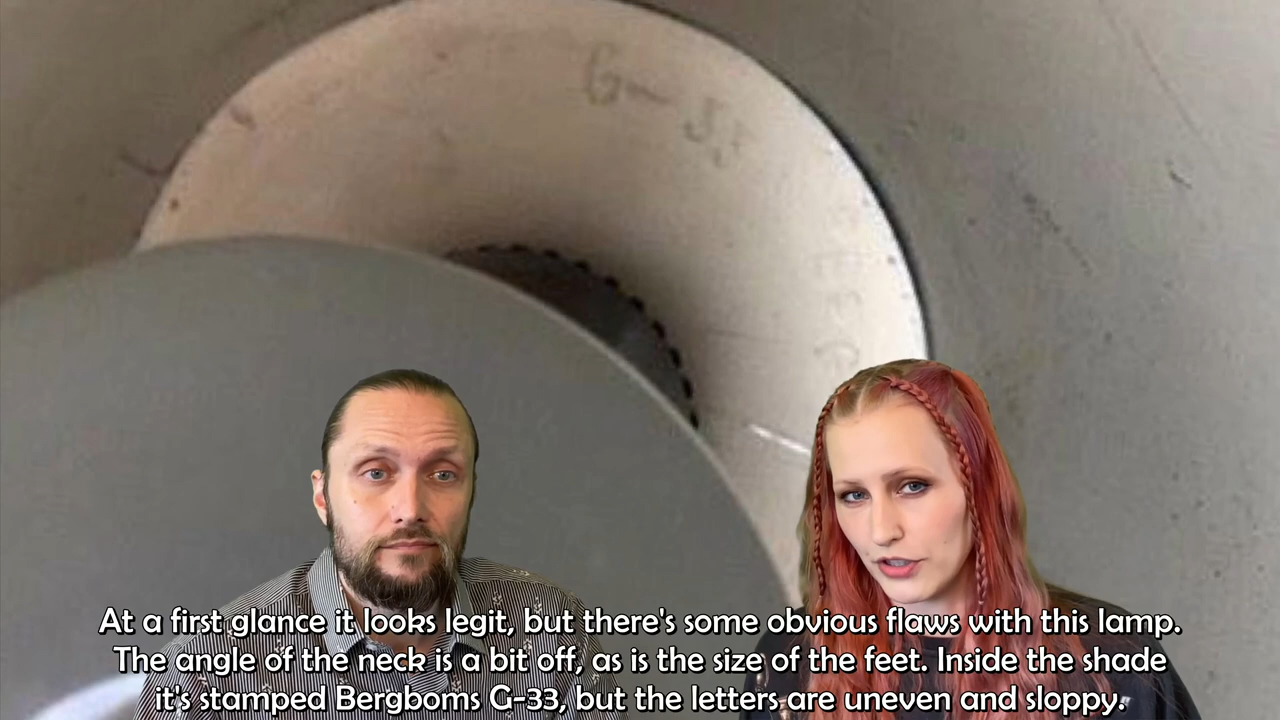 At a first glance it looks legit, but there's some obvious flaws with this lamp.
The angle of the neck is a bit off, as is the size of the feet. Inside the shade
it's stamped Bergboms G-33, but the letters are uneven and sloppy.